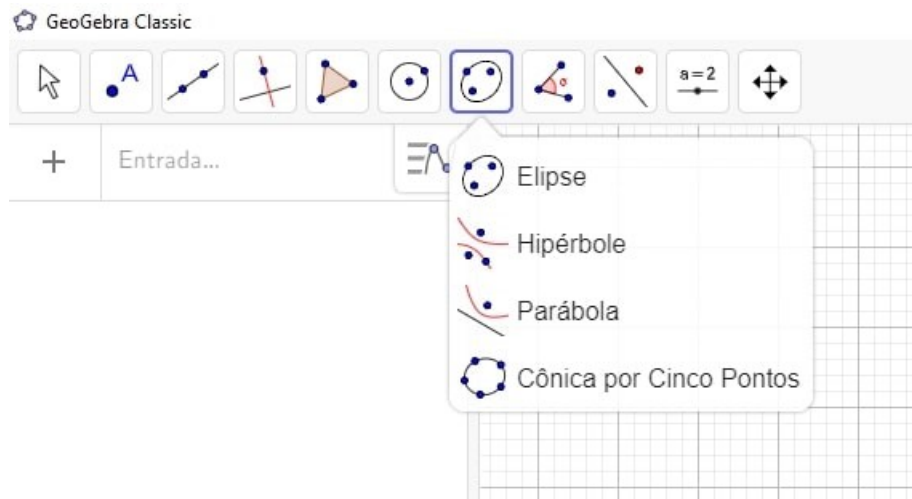 GeoGebra Classic
A
α
a=2
+ Entrada...
Elipse
Hipérbole
Parábola
Cônica por Cinco Pontos